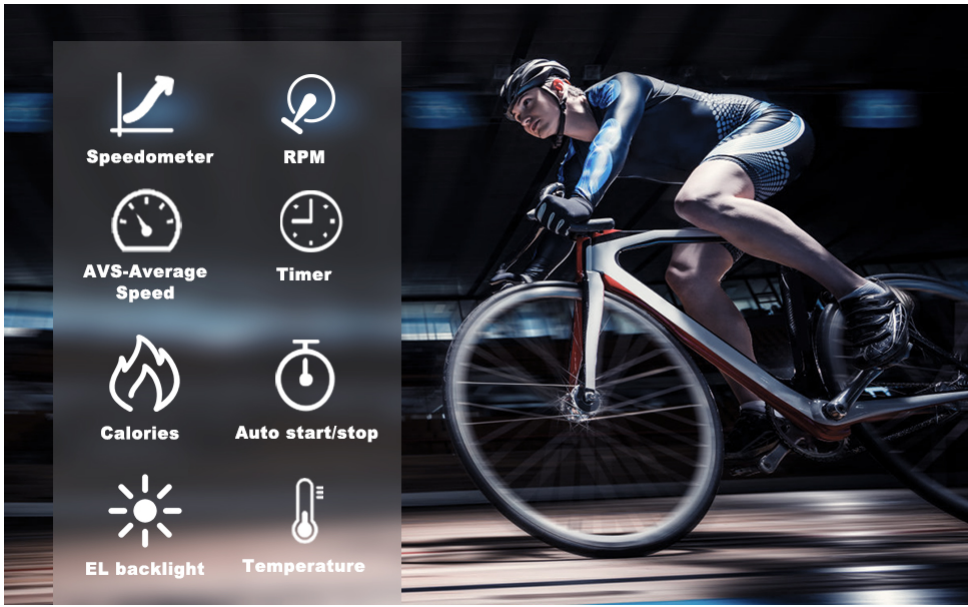 Speedometer
RPM
AVS-Average
Speed
Timer
Calories
Auto start/stop
EL backlight
Temperature